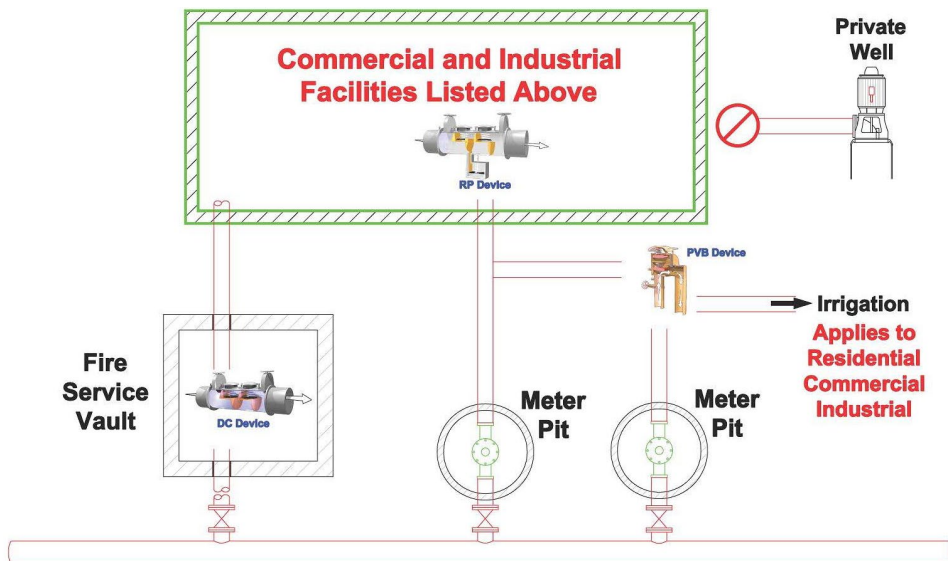 Commercial and Industrial
Facilities Listed Above
RP Device
Private
Well
PVB Device
Irrigation
Applies to
Residential
Commercial
Industrial
Fire
Service
Vault
DC Device
Meter
Pit
Meter
Pit